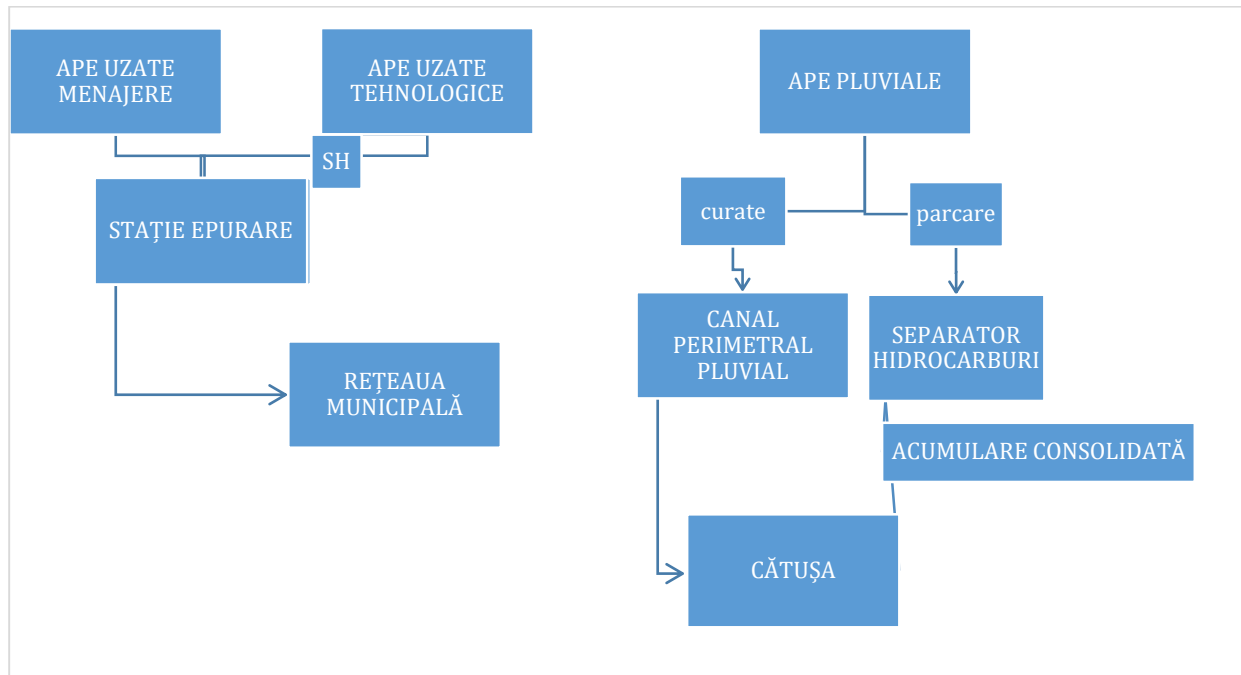 APE UZATE
MENAJERE
APE UZATE
TEHNOLOGICE
SH
STAȚIE EPURARE
REȚEAUA
MUNICIPALĂ
APE PLUVIALE
curate
parcare
CANAL
PERIMETRAL
PLUVIAL
SEPARATOR
HIDROCARBURI
ACUMULARE CONSOLIDATĂ
CĂTUȘA